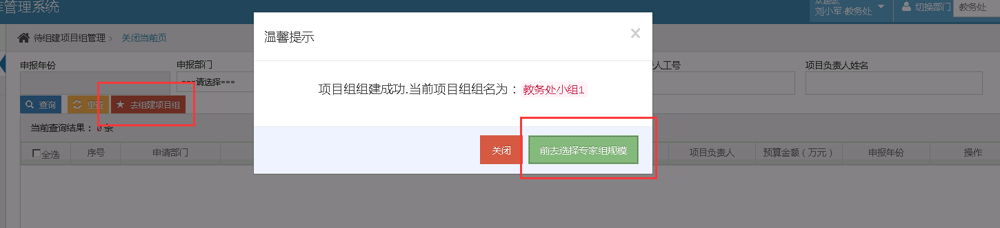 管理系统
刘小军-教务处
切换部门
教务处
待组建项目组管理 >
关闭当前页
温馨提示
×
申报年份
申报部门
人工号
项目负责人姓名
===请选择===
项目组组建成功.当前项目组组名为：教务处小组1
查询
重置
去组建项目组
当前查询结果： 0 条
关闭
前去选择专家组规模
全选
序号
申请部门
项目负责人
预算金额（万元）
申报年份
操作